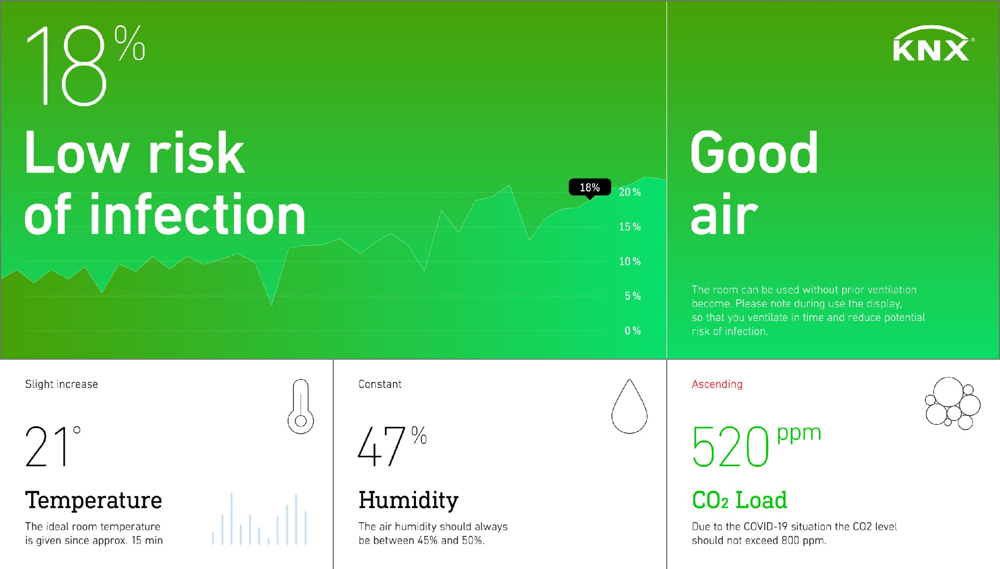 18%
Low risk
of infection
18%
20%
15%
10%
5%
0%
KNX®
Good
air
The room can be used without prior ventilation
become. Please note during use the display,
so that you ventilate in time and reduce potential
risk of infection.
Slight increase
21°
Temperature
The ideal room temperature
is given since approx. 15 min
Constant
47%
Humidity
The air humidity should always
be between 45% and 50%.
Ascending
520 ppm
CO₂ Load
Due to the COVID-19 situation the CO2 level
should not exceed 800 ppm.